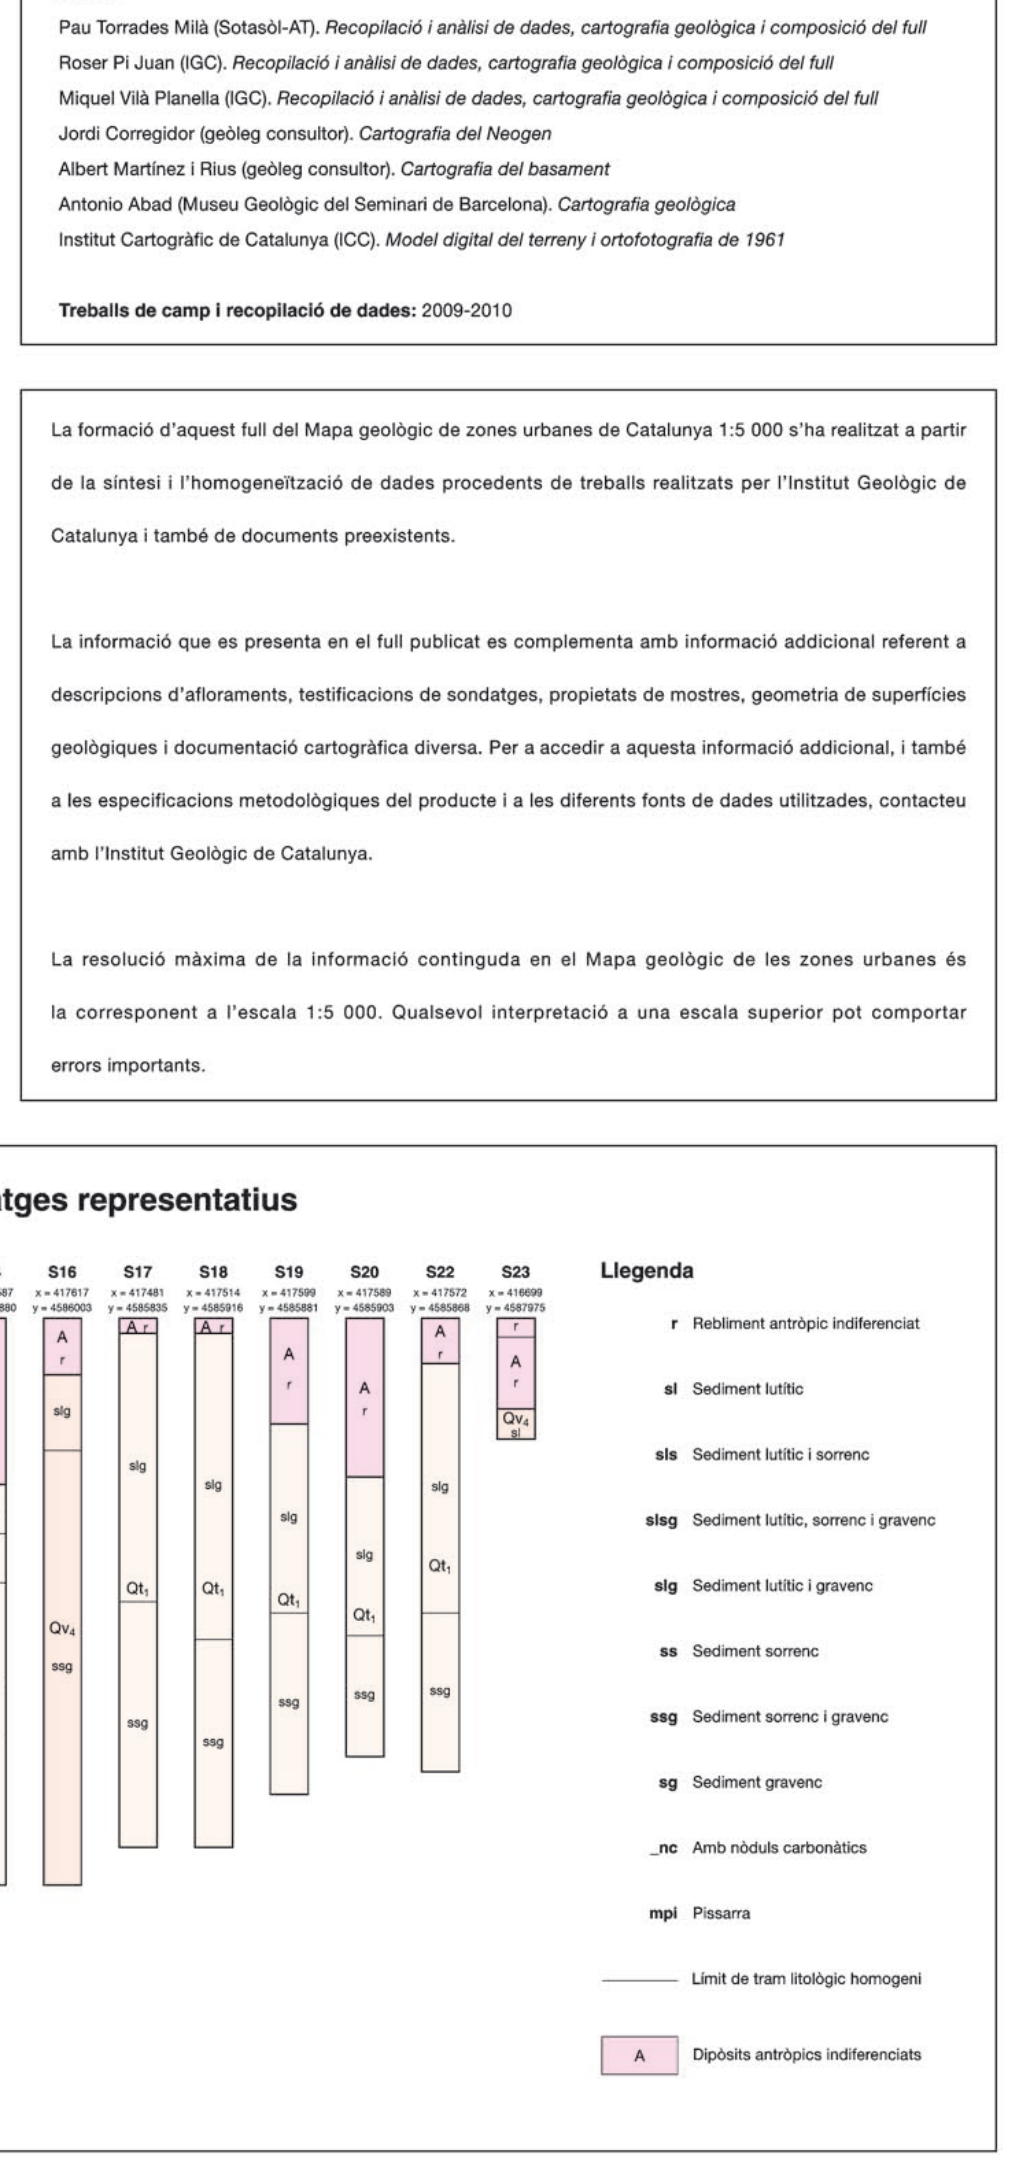 Pau Torrades Milà (Sotasòl-AT). Recopilació i anàlisi de dades, cartografia geològica i composició del full
Roser Pi Juan (IGC). Recopilació i anàlisi de dades, cartografia geològica i composició del full
Miquel Vilà Planella (IGC). Recopilació i anàlisi de dades, cartografia geològica i composició del full
Jordi Corregidor (geòleg consultor). Cartografia del Neogen
Albert Martínez i Rius (geòleg consultor). Cartografia del basament
Antonio Abad (Museu Geològic del Seminari de Barcelona). Cartografia geològica
Institut Cartogràfic de Catalunya (ICC). Model digital del terreny i ortofotografia de 1961
Treballs de camp i recopilació de dades: 2009-2010
La formació d'aquest full del Mapa geològic de zones urbanes de Catalunya 1:5 000 s'ha realitzat a partir
de la síntesi i l'homogeneïtzació de dades procedents de treballs realitzats per l'Institut Geològic de
Catalunya i també de documents preexistents.
La informació que es presenta en el full publicat es complementa amb informació addicional referent a
descripcions d'afloraments, testificacions de sondatges, propietats de mostres, geometria de superfícies
geològiques i documentació cartogràfica diversa. Per a accedir a aquesta informació addicional, i també
a les especificacions metodològiques del producte i a les diferents fonts de dades utilitzades, contacteu
amb l'Institut Geològic de Catalunya.
La resolució màxima de la informació continguda en el Mapa geològic de les zones urbanes és
la corresponent a l'escala 1:5 000. Qualsevol interpretació a una escala superior pot comportar
errors importants.
tges representatius
S16 S17 S18 S19 S20 S22 S23
587 x = 417617 x = 417481 x = 417514 x = 417599 x = 417589 x = 417572 x = 416699
880 y = 4586003 y = 4585835 y = 4585916 y = 4585881 y = 4585903 y = 4585868 y = 4587975
A
r
slg
Qv4
ssg
A r
slg
Qt1
ssg
A r
slg
Qt1
ssg
A
r
slg
Qt1
ssg
A
r
slg
Qt1
ssg
A
r
slg
Qt1
ssg
r
A
r
Qv4
sl
Llegenda
r Rebliment antròpic indiferenciat
sl Sediment lutític
sls Sediment lutític i sorrenc
slsg Sediment lutític, sorrenc i gravenc
slg Sediment lutític i gravenc
ss Sediment sorrenc
ssg Sediment sorrenc i gravenc
sg Sediment gravenc
_nc Amb nòduls carbonàtics
mpi Pissarra
Límit de tram litològic homogeni
A Dipòsits antròpics indiferenciats